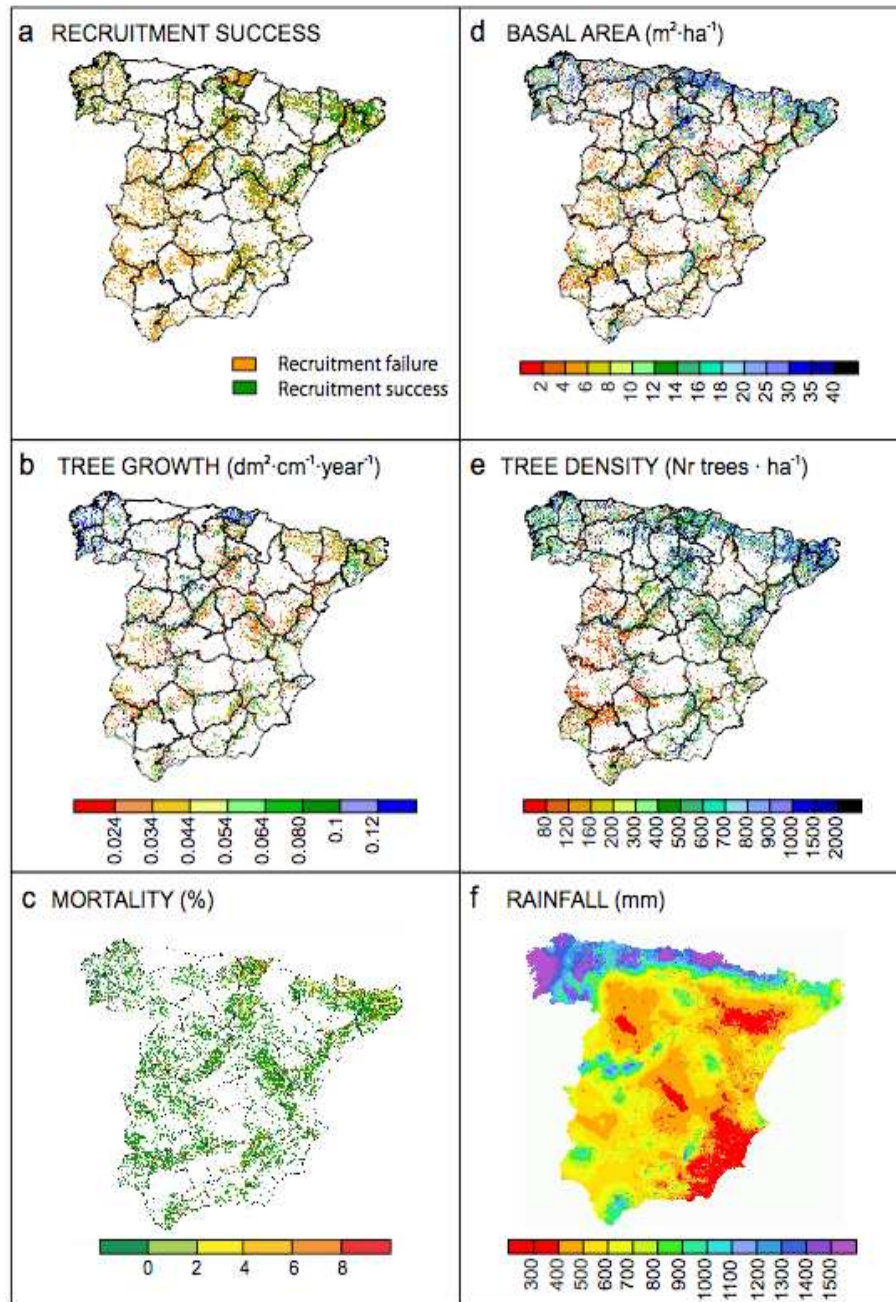 a RECRUITMENT SUCCESS
Recruitment failure
Recruitment success
d BASAL AREA (m²·ha⁻¹)
2 4 6 8 10 12 14 16 18 20 25 30 35 40
b TREE GROWTH (dm²·cm⁻¹·year⁻¹)
0.024 0.034 0.044 0.054 0.064 0.080 0.1 0.12
e TREE DENSITY (Nr trees · ha⁻¹)
80 120 160 200 300 400 500 600 700 800 900 1000 1500 2000
c MORTALITY (%)
0 2 4 6 8
f RAINFALL (mm)
300 400 500 600 700 800 900 1000 1100 1200 1300 1400 1500